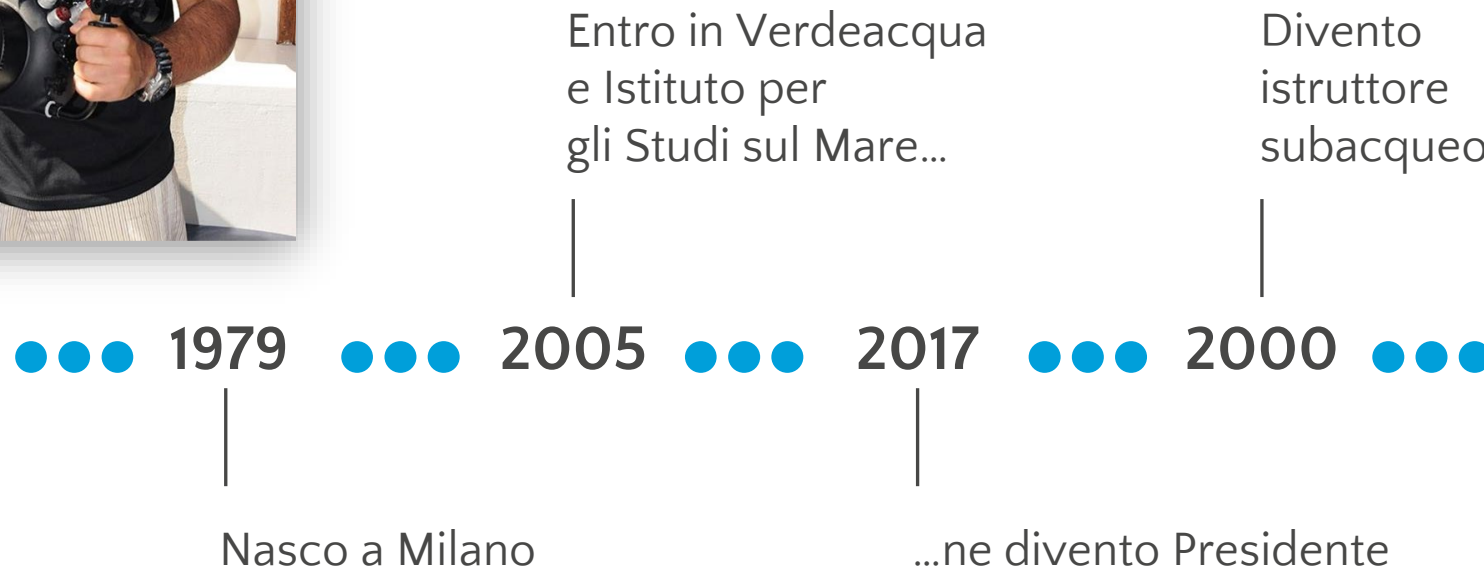 Entro in Verdeacqua
e Istituto per
gli Studi sul Mare...
Divento
istruttore
subacqueo
1979 2005 2017 2000
Nasco a Milano
...ne divento Presidente